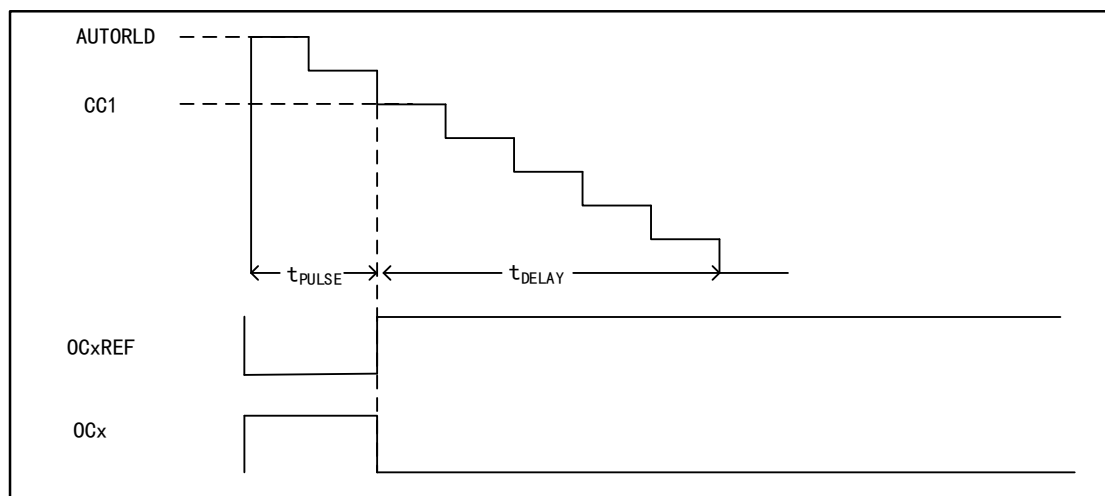 AUTORLD
CC1
tPULSE
tDELAY
OCxREF
OCx